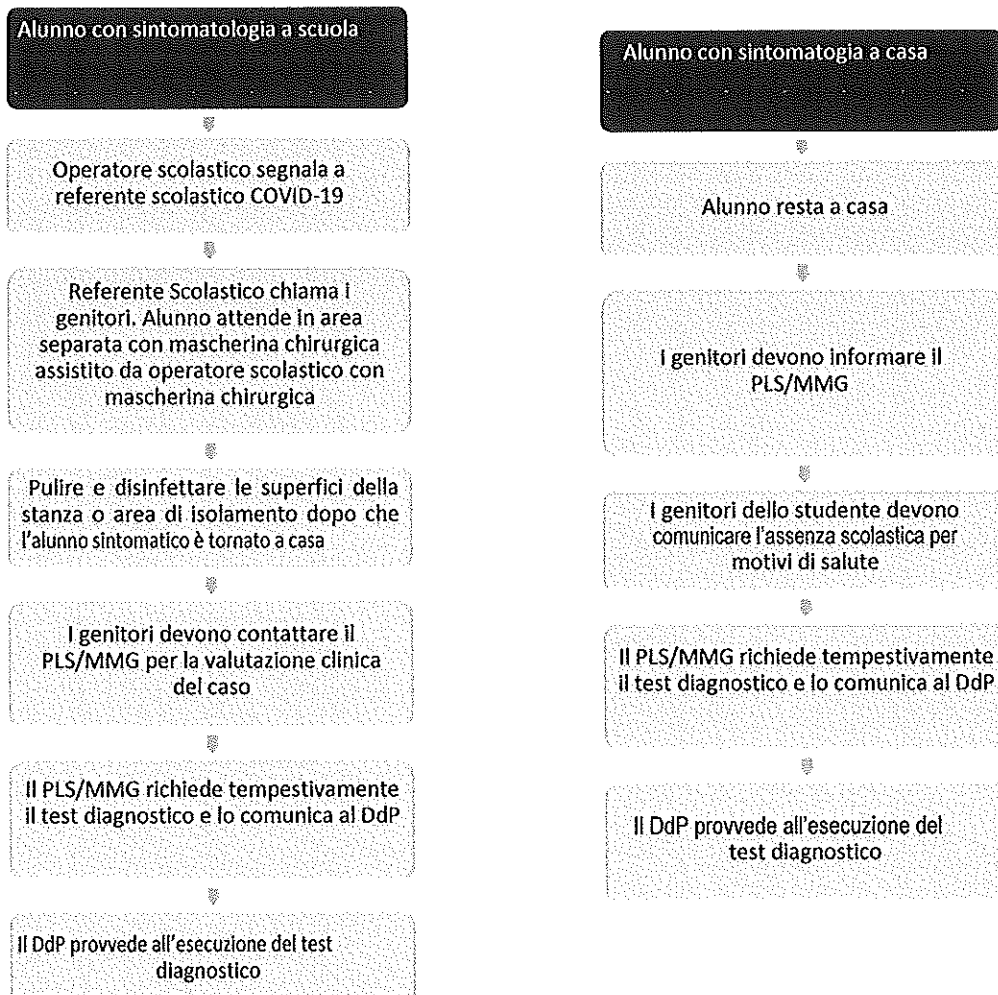 Alunno con sintomatologia a scuola
Operatore scolastico segnala a
referente scolastico COVID-19
Referente Scolastico chiama i
genitori. Alunno attende in area
separata con mascherina chirurgica
assistito da operatore scolastico con
mascherina chirurgica
Pulire e disinfettare le superfici della
stanza o area di isolamento dopo che
l'alunno sintomatico è tornato a casa
I genitori devono contattare il
PLS/MMG per la valutazione clinica
del caso
Il PLS/MMG richiede tempestivamente
il test diagnostico e lo comunica al DdP
Il DdP provvede all'esecuzione del test
diagnostico
Alunno con sintomatogia a casa
Alunno resta a casa
I genitori devono informare il
PLS/MMG
I genitori dello studente devono
comunicare l'assenza scolastica per
motivi di salute
Il PLS/MMG richiede tempestivamente
il test diagnostico e lo comunica al DdP
Il DdP provvede all'esecuzione del
test diagnostico